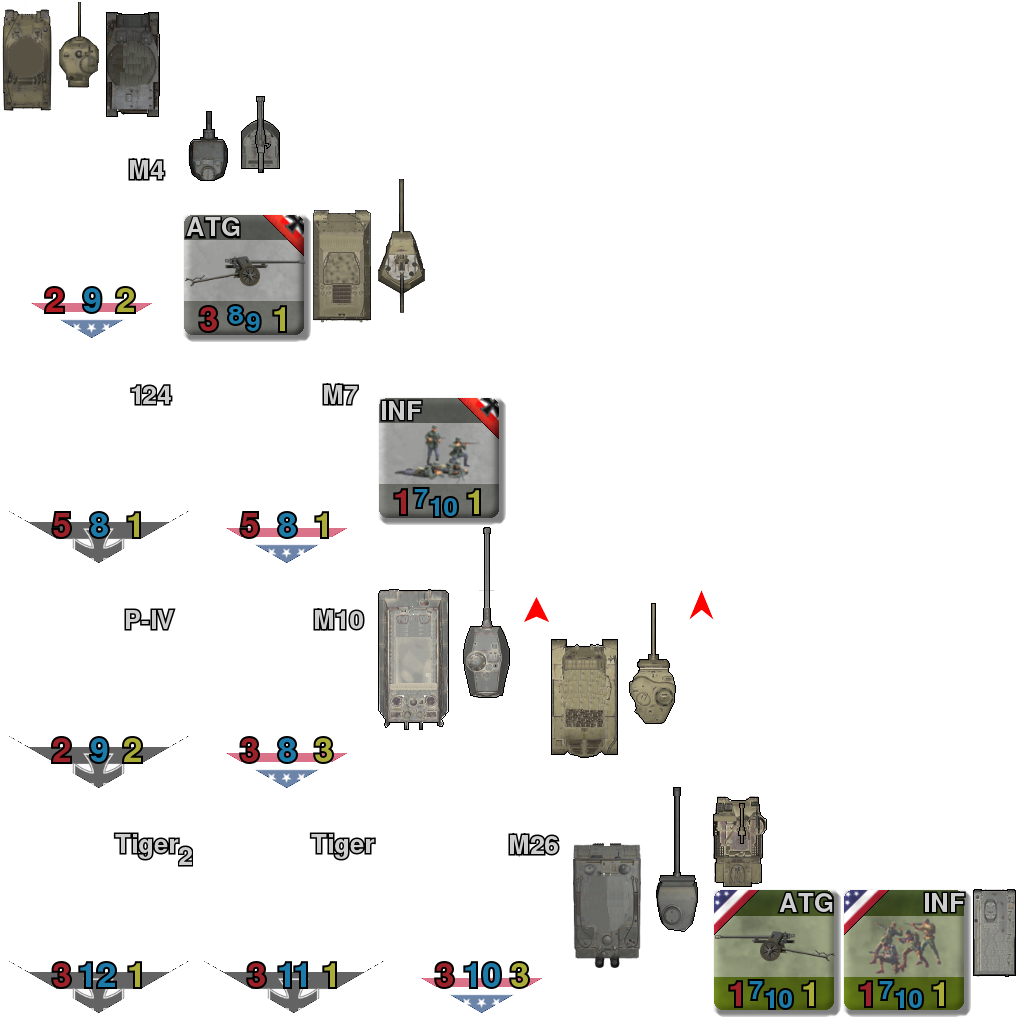 M4
ATG
2 9 2
3 8 9 1
124
M7
INF
1 7 10 1
5 8 1
5 8 1
P-IV
M10
2 9 2
3 8 3
Tiger2
Tiger
M26
ATG
INF
3 12 1
3 11 1
3 10 3
1 7 10 1
1 7 10 1